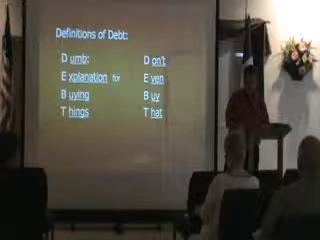 Definitions of Debt:
D umb: D on't
E xplanation for E ven
B uying B uy
T hings T hat